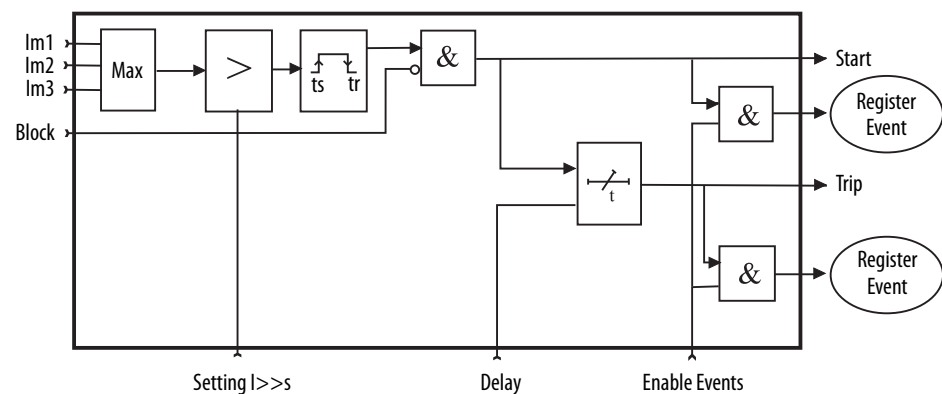 Im1
Im2
Im3
Max
>
ts tr
&
Start
Block
&
Register
Event
t
Trip
&
Register
Event
Setting I>>s
Delay
Enable Events